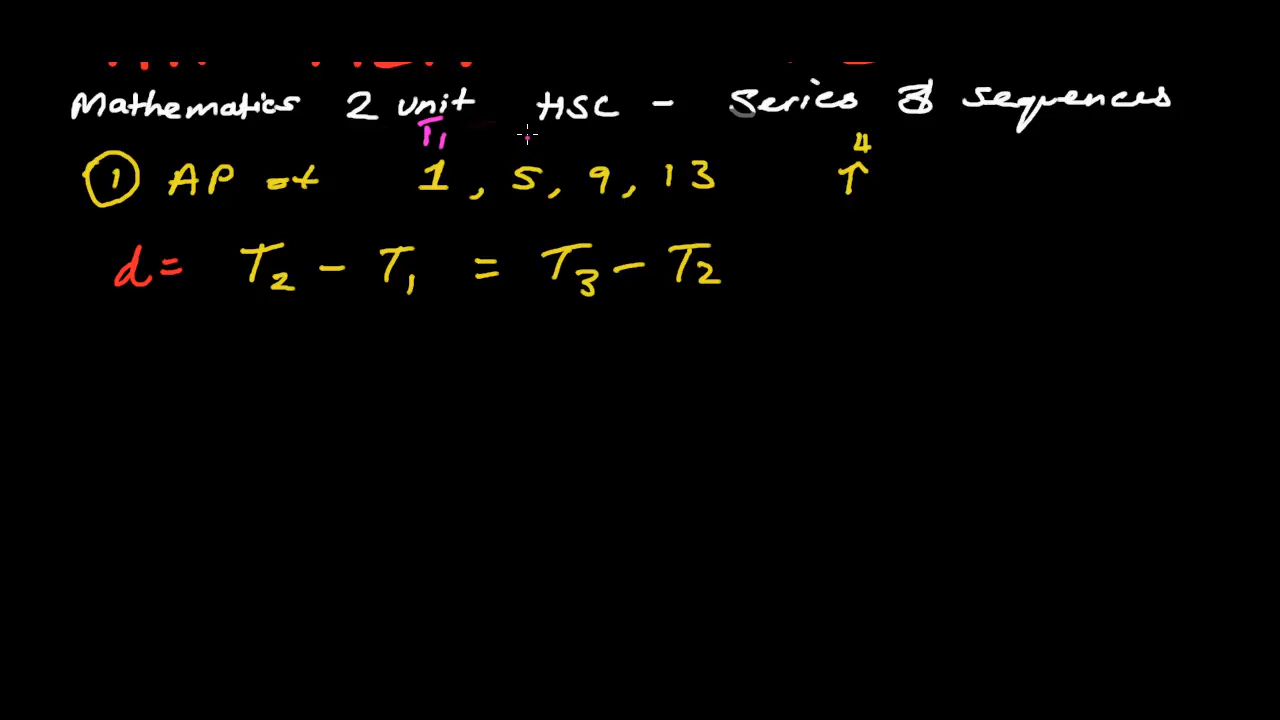 Mathematics 2 unit HSC - Series & sequences
T1 4
① AP of 1, 5, 9, 13 ↑
d = T2 - T1 = T3 - T2